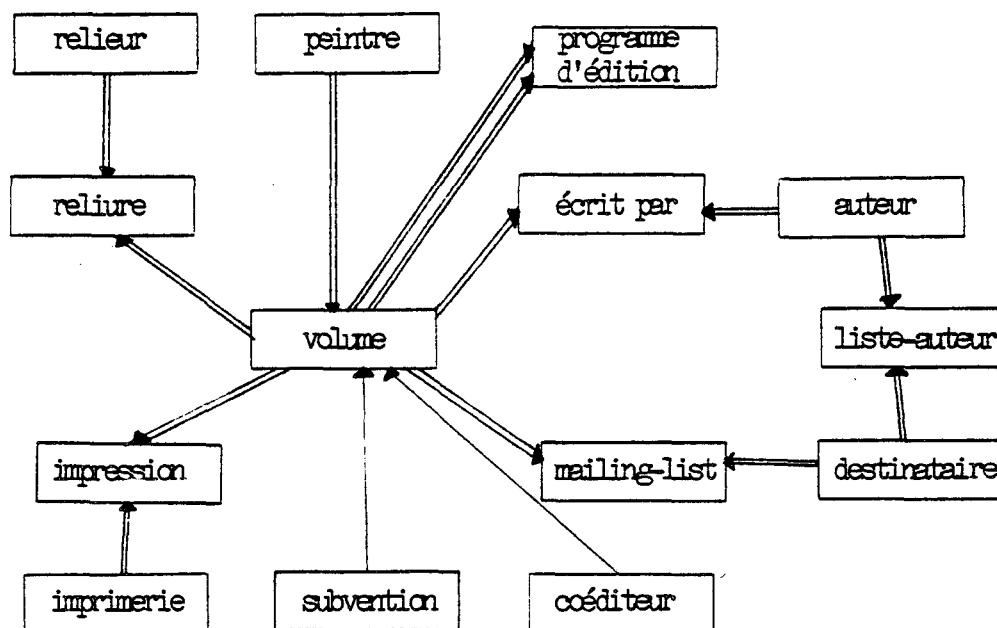 relieur
peintre
programme
d'édition
reliure
écrit par
auteur
volume
liste-auteur
impression
mailing-list
destinataire
imprimerie
subvention
coéditeur